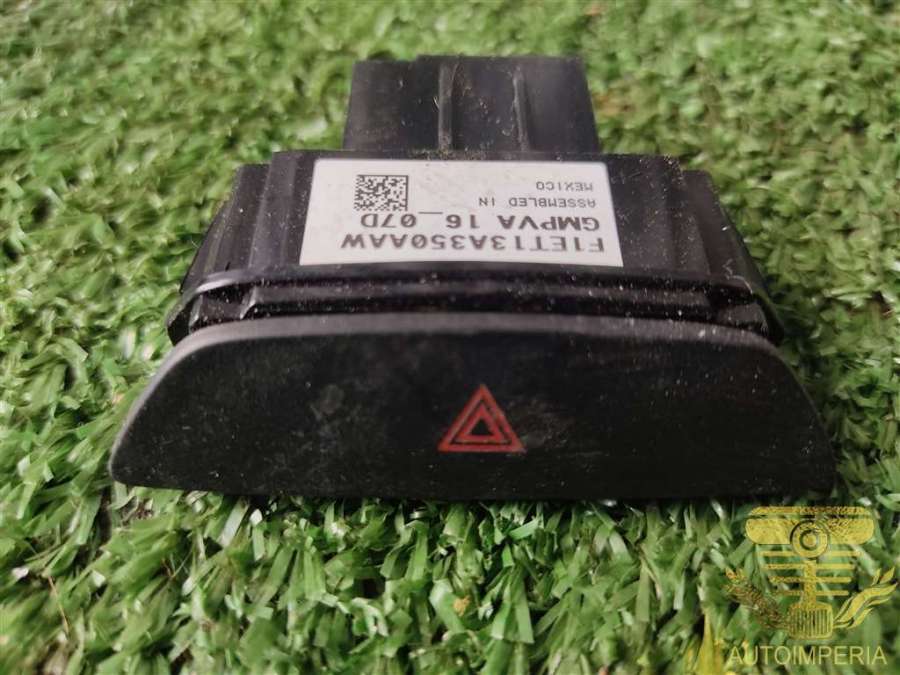 F1ET13A350AAW
GMPVA 16_07D
ASSEMBLED IN
MEXICO
AUTOIMPERIA